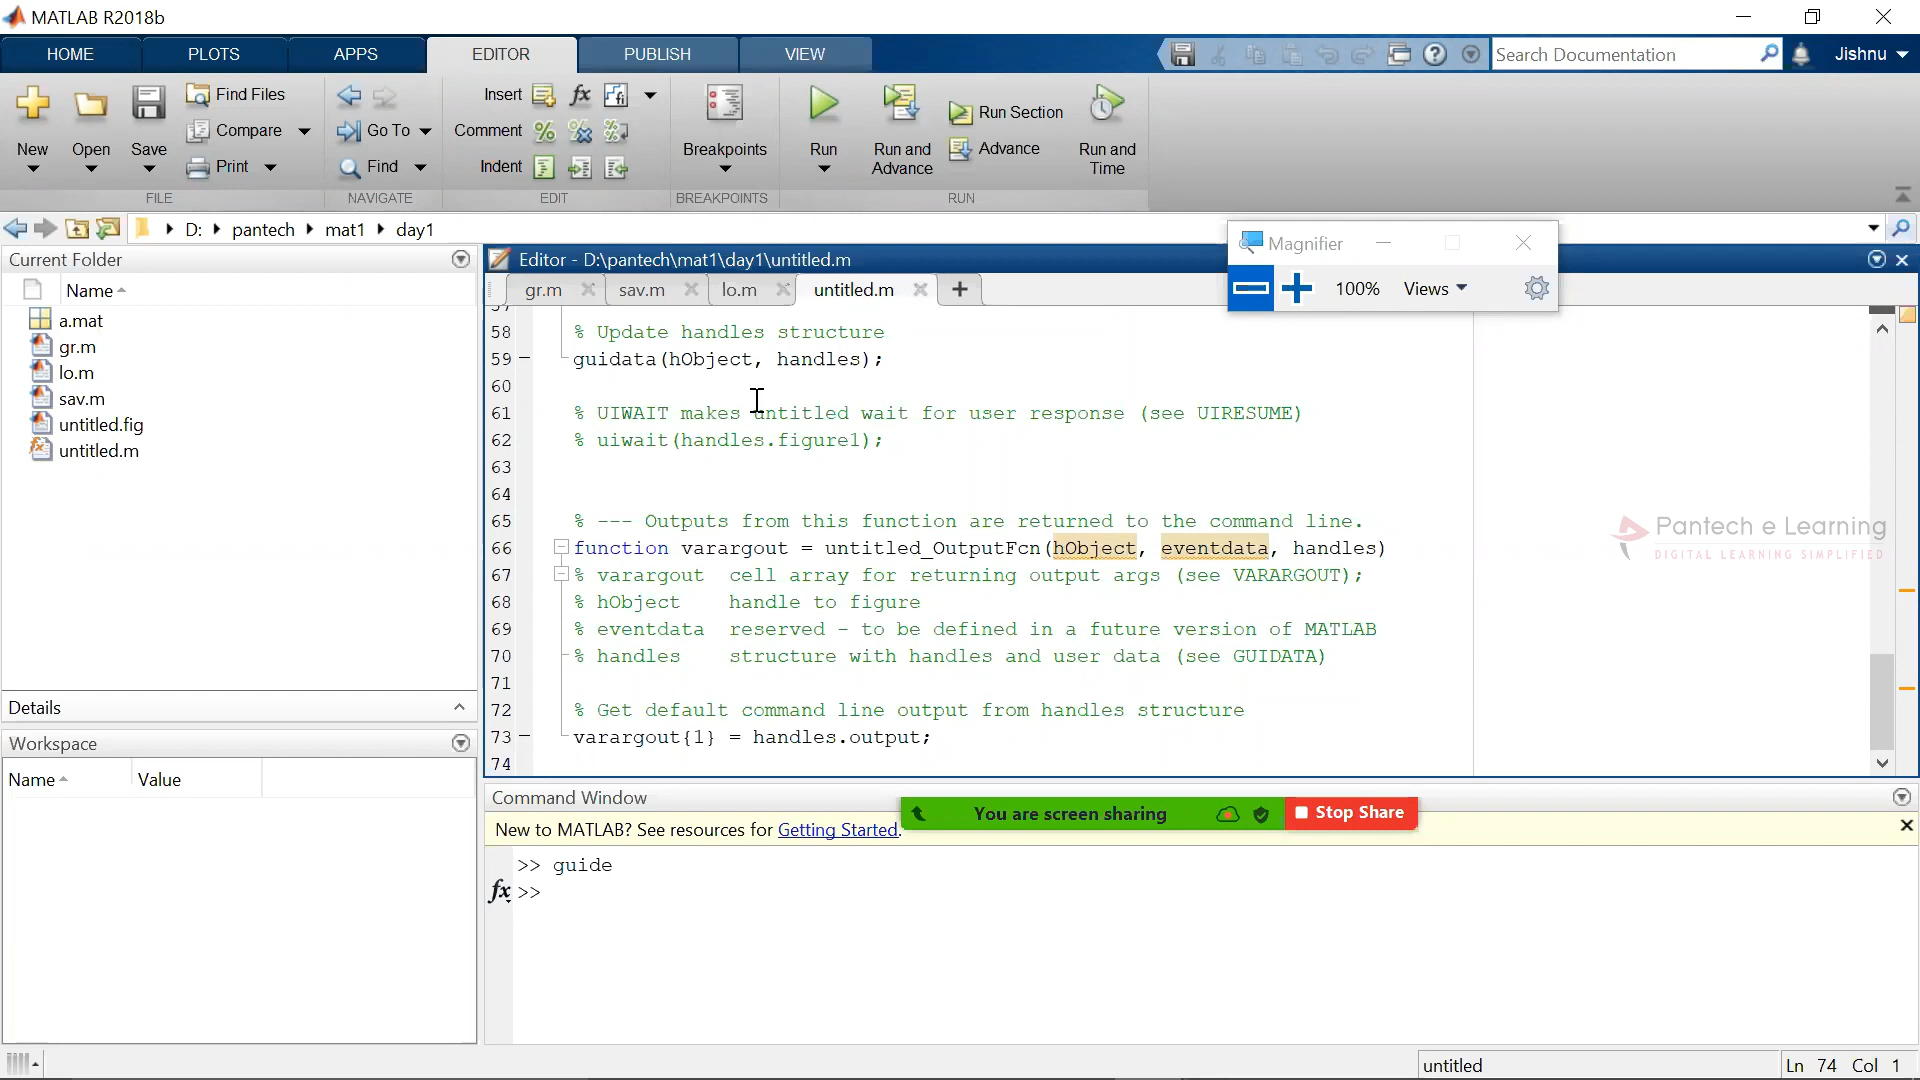 MATLAB R2018b
HOME PLOTS APPS EDITOR PUBLISH VIEW
Search Documentation
Jishnu
New Open Save
Find Files
Compare
Print
FILE
Go To
Find
NAVIGATE
Insert fx
Comment
Indent
EDIT
Breakpoints
BREAKPOINTS
Run
Run and Advance
Run Section
Advance
Run and Time
RUN
D: pantech mat1 day1
Current Folder
Name
a.mat
gr.m
lo.m
sav.m
untitled.fig
untitled.m
Details
Workspace
Name Value
Editor - D:\pantech\mat1\day1\untitled.m
gr.m sav.m lo.m untitled.m
Magnifier
100% Views
58 % Update handles structure
59 guidata(hObject, handles);
60
61 % UIWAIT makes untitled wait for user response (see UIRESUME)
62 % uiwait(handles.figure1);
63
64
65 % --- Outputs from this function are returned to the command line.
66 function varargout = untitled_OutputFcn(hObject, eventdata, handles)
67 % varargout cell array for returning output args (see VARARGOUT);
68 % hObject handle to figure
69 % eventdata reserved - to be defined in a future version of MATLAB
70 % handles structure with handles and user data (see GUIDATA)
71
72 % Get default command line output from handles structure
73 varargout{1} = handles.output;
74
Pantech e Learning
DIGITAL LEARNING SIMPLIFIED
Command Window
You are screen sharing
Stop Share
New to MATLAB? See resources for Getting Started.
>> guide
fx >>
untitled
Ln 74 Col 1